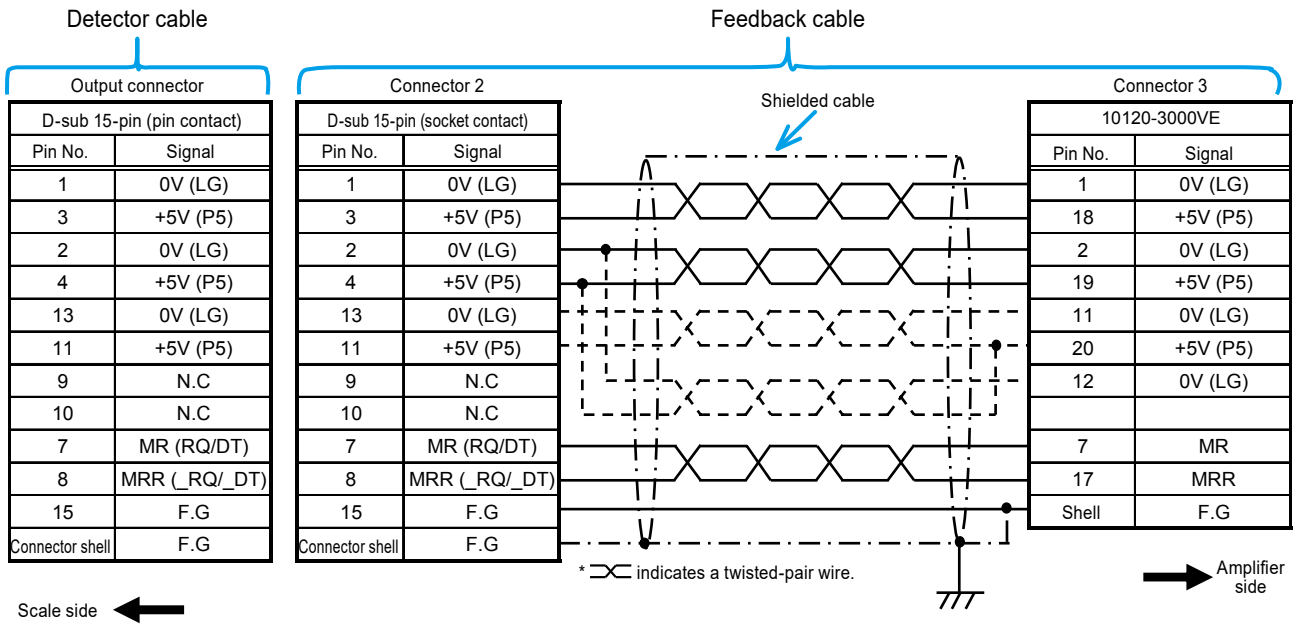 Detector cable
Feedback cable
Output connector
Connector 2
Shielded cable
Connector 3
D-sub 15-pin (pin contact)
D-sub 15-pin (socket contact)
10120-3000VE
Pin No. Signal
Pin No. Signal
Pin No. Signal
1 0V (LG)
1 0V (LG)
1 0V (LG)
3 +5V (P5)
3 +5V (P5)
18 +5V (P5)
2 0V (LG)
2 0V (LG)
2 0V (LG)
4 +5V (P5)
4 +5V (P5)
19 +5V (P5)
13 0V (LG)
13 0V (LG)
11 0V (LG)
11 +5V (P5)
11 +5V (P5)
20 +5V (P5)
9 N.C
9 N.C
12 0V (LG)
10 N.C
10 N.C
7 MR (RQ/DT)
7 MR (RQ/DT)
7 MR
8 MRR (_RQ/_DT)
8 MRR (_RQ/_DT)
17 MRR
15 F.G
15 F.G
Shell F.G
Connector shell F.G
Connector shell F.G
* indicates a twisted-pair wire.
Amplifier
side
Scale side